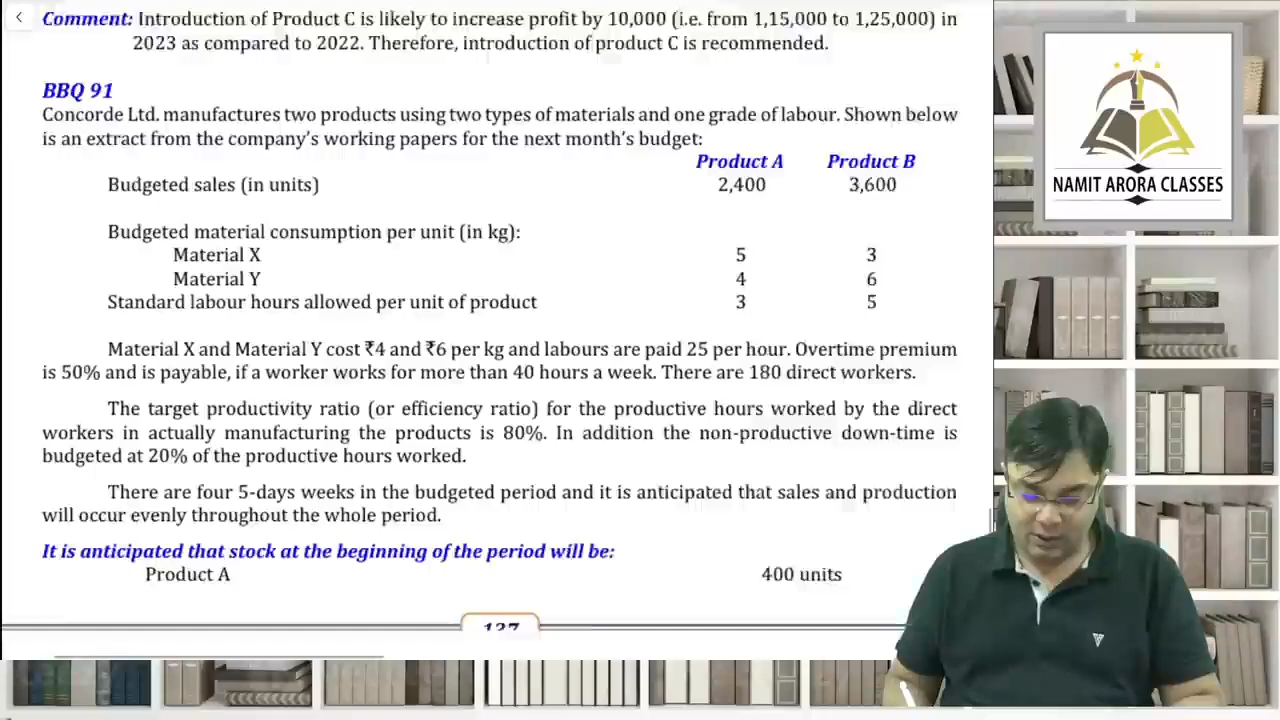 Comment: Introduction of Product C is likely to increase profit by 10,000 (i.e. from 1,15,000 to 1,25,000) in
2023 as compared to 2022. Therefore, introduction of product C is recommended.
BBQ 91
Concorde Ltd. manufactures two products using two types of materials and one grade of labour. Shown below
is an extract from the company's working papers for the next month's budget:
Product A Product B
Budgeted sales (in units) 2,400 3,600
Budgeted material consumption per unit (in kg):
Material X 5 3
Material Y 4 6
Standard labour hours allowed per unit of product 3 5
Material X and Material Y cost ₹4 and ₹6 per kg and labours are paid 25 per hour. Overtime premium
is 50% and is payable, if a worker works for more than 40 hours a week. There are 180 direct workers.
The target productivity ratio (or efficiency ratio) for the productive hours worked by the direct
workers in actually manufacturing the products is 80%. In addition the non-productive down-time is
budgeted at 20% of the productive hours worked.
There are four 5-days weeks in the budgeted period and it is anticipated that sales and production
will occur evenly throughout the whole period.
It is anticipated that stock at the beginning of the period will be:
Product A 400 units
137
NAMIT ARORA CLASSES